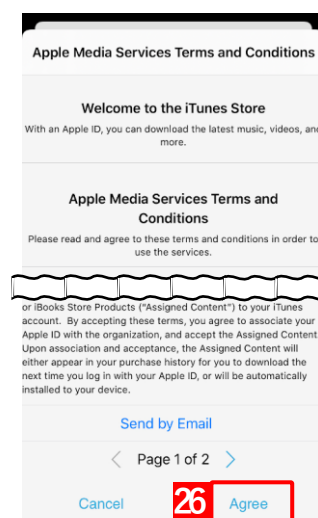 Apple Media Services Terms and Conditions
Welcome to the iTunes Store
With an Apple ID, you can download the latest music, videos, and
more.
Apple Media Services Terms and
Conditions
Please read and agree to these terms and conditions in order to
use the services.
or iBooks Store Products ("Assigned Content") to your iTunes
account. By accepting these terms, you agree to associate your
Apple ID with the organization, and accept the Assigned Content
Upon association and acceptance, the Assigned Content will
either appear in your purchase history for you to download the
next time you log in with your Apple ID, or will be automatically
installed to your device.
Send by Email
Page 1 of 2
Cancel 26 Agree